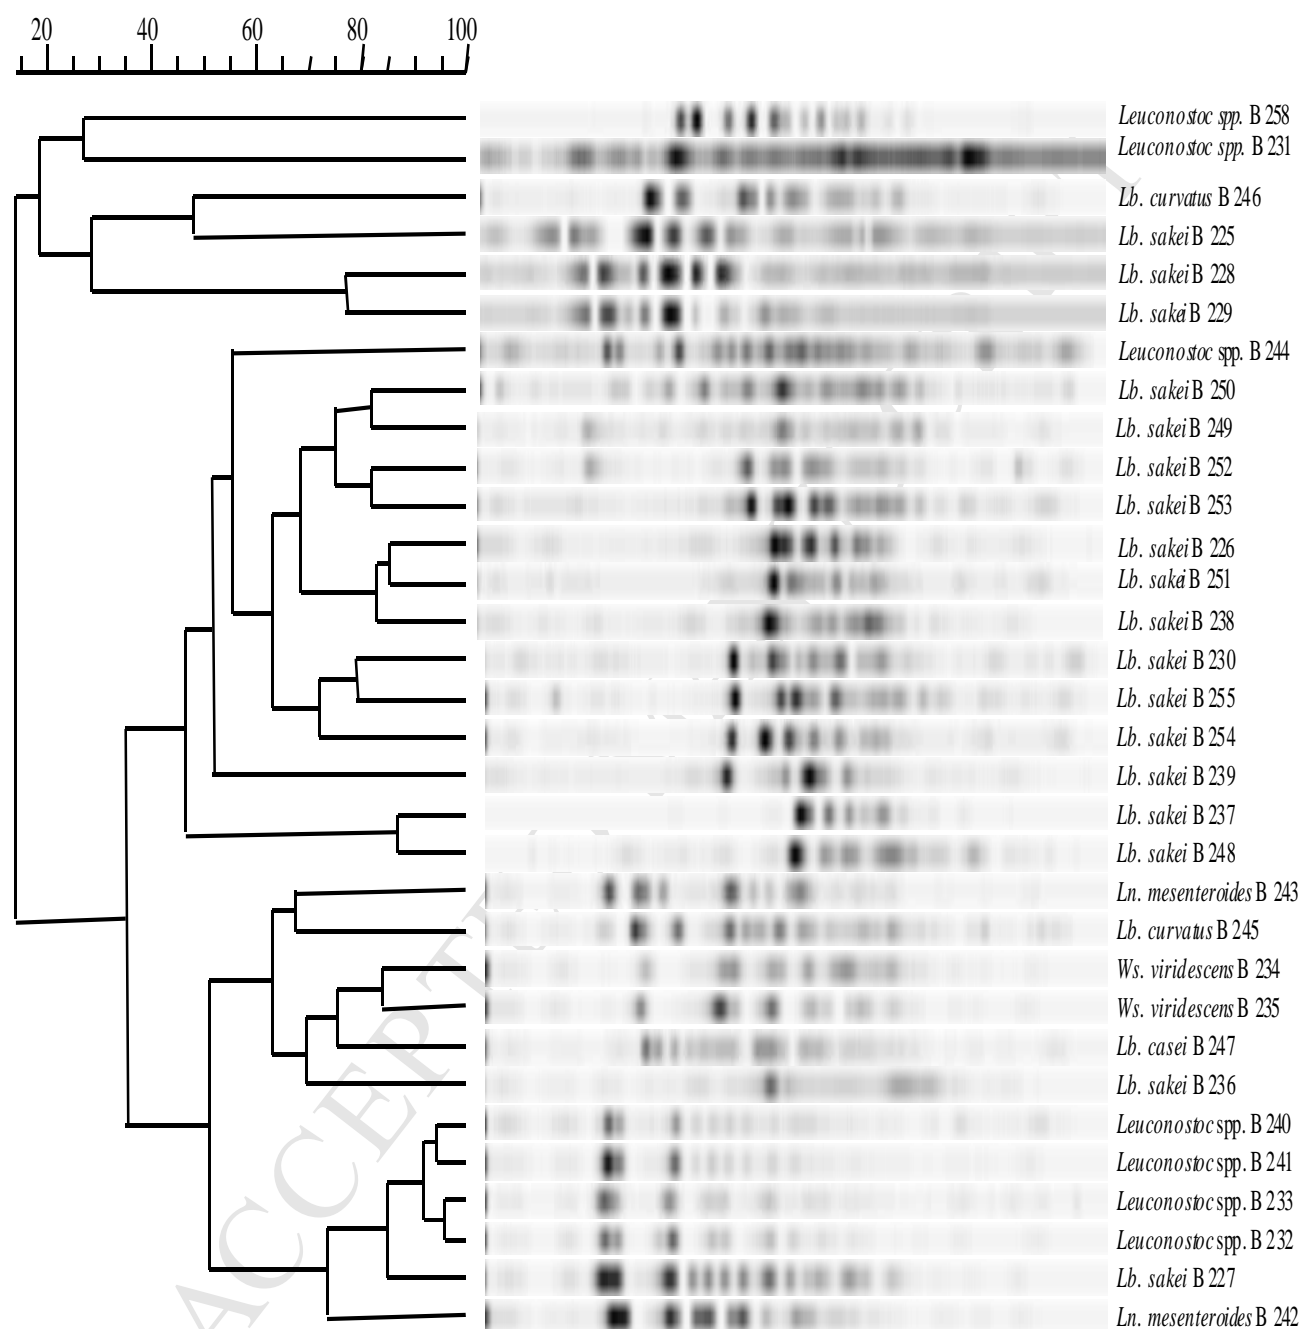 20 40 60 80 100
Leuconostoc spp. B 258
Leuconostoc spp. B 231
Lb. curvatus B 246
Lb. sakei B 225
Lb. sakei B 228
Lb. sakei B 229
Leuconostoc spp. B 244
Lb. sakei B 250
Lb. sakei B 249
Lb. sakei B 252
Lb. sakei B 253
Lb. sakei B 226
Lb. sakei B 251
Lb. sakei B 238
Lb. sakei B 230
Lb. sakei B 255
Lb. sakei B 254
Lb. sakei B 239
Lb. sakei B 237
Lb. sakei B 248
Ln. mesenteroides B 243
Lb. curvatus B 245
Ws. viridescens B 234
Ws. viridescens B 235
Lb. casei B 247
Lb. sakei B 236
Leuconostoc spp. B 240
Leuconostoc spp. B 241
Leuconostoc spp. B 233
Leuconostoc spp. B 232
Lb. sakei B 227
Ln. mesenteroides B 242